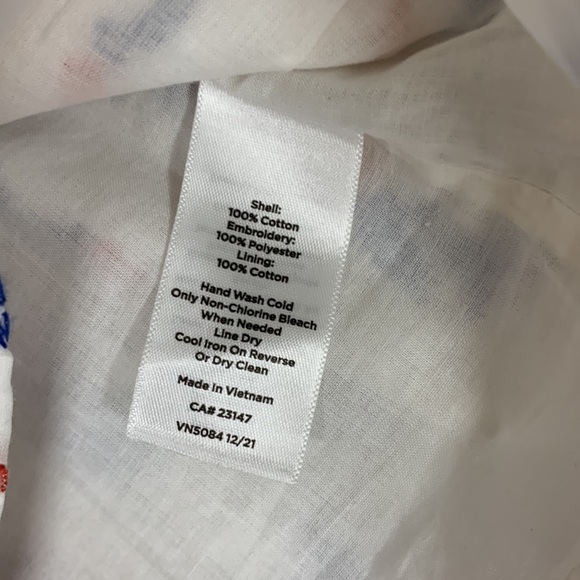 Shell:
100% Cotton
Embroidery:
100% Polyester
Lining:
100% Cotton
Hand Wash Cold
Only Non-Chlorine Bleach
When Needed
Line Dry
Cool Iron On Reverse
Or Dry Clean
Made In Vietnam
CA# 23147
VN5084 12/21